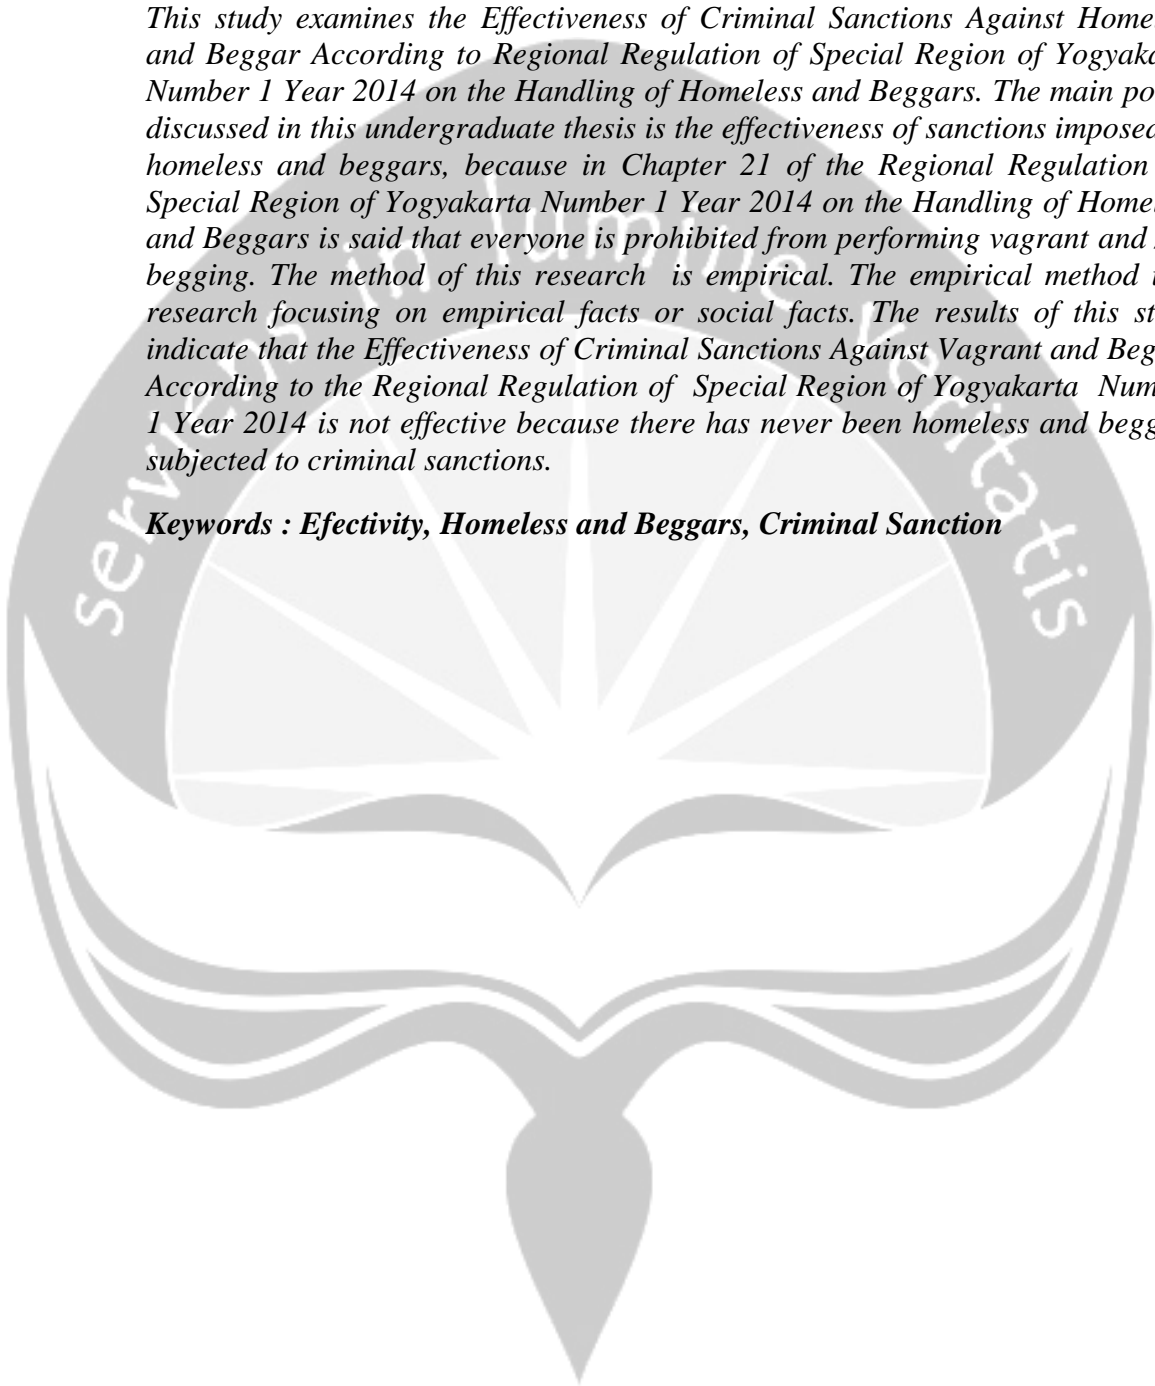 This study examines the Effectiveness of Criminal Sanctions Against Homel
and Beggar According to Regional Regulation of Special Region of Yogyaka
Number 1 Year 2014 on the Handling of Homeless and Beggars. The main po
discussed in this undergraduate thesis is the effectiveness of sanctions imposed
homeless and beggars, because in Chapter 21 of the Regional Regulation
Special Region of Yogyakarta Number 1 Year 2014 on the Handling of Homel
and Beggars is said that everyone is prohibited from performing vagrant and
begging. The method of this research is empirical. The empirical method i
research focusing on empirical facts or social facts. The results of this st
indicate that the Effectiveness of Criminal Sanctions Against Vagrant and Beg
According to the Regional Regulation of Special Region of Yogyakarta Num
1 Year 2014 is not effective because there has never been homeless and begg
subjected to criminal sanctions.
Keywords : Efectivity, Homeless and Beggars, Criminal Sanction
serviens in lumine veritatis